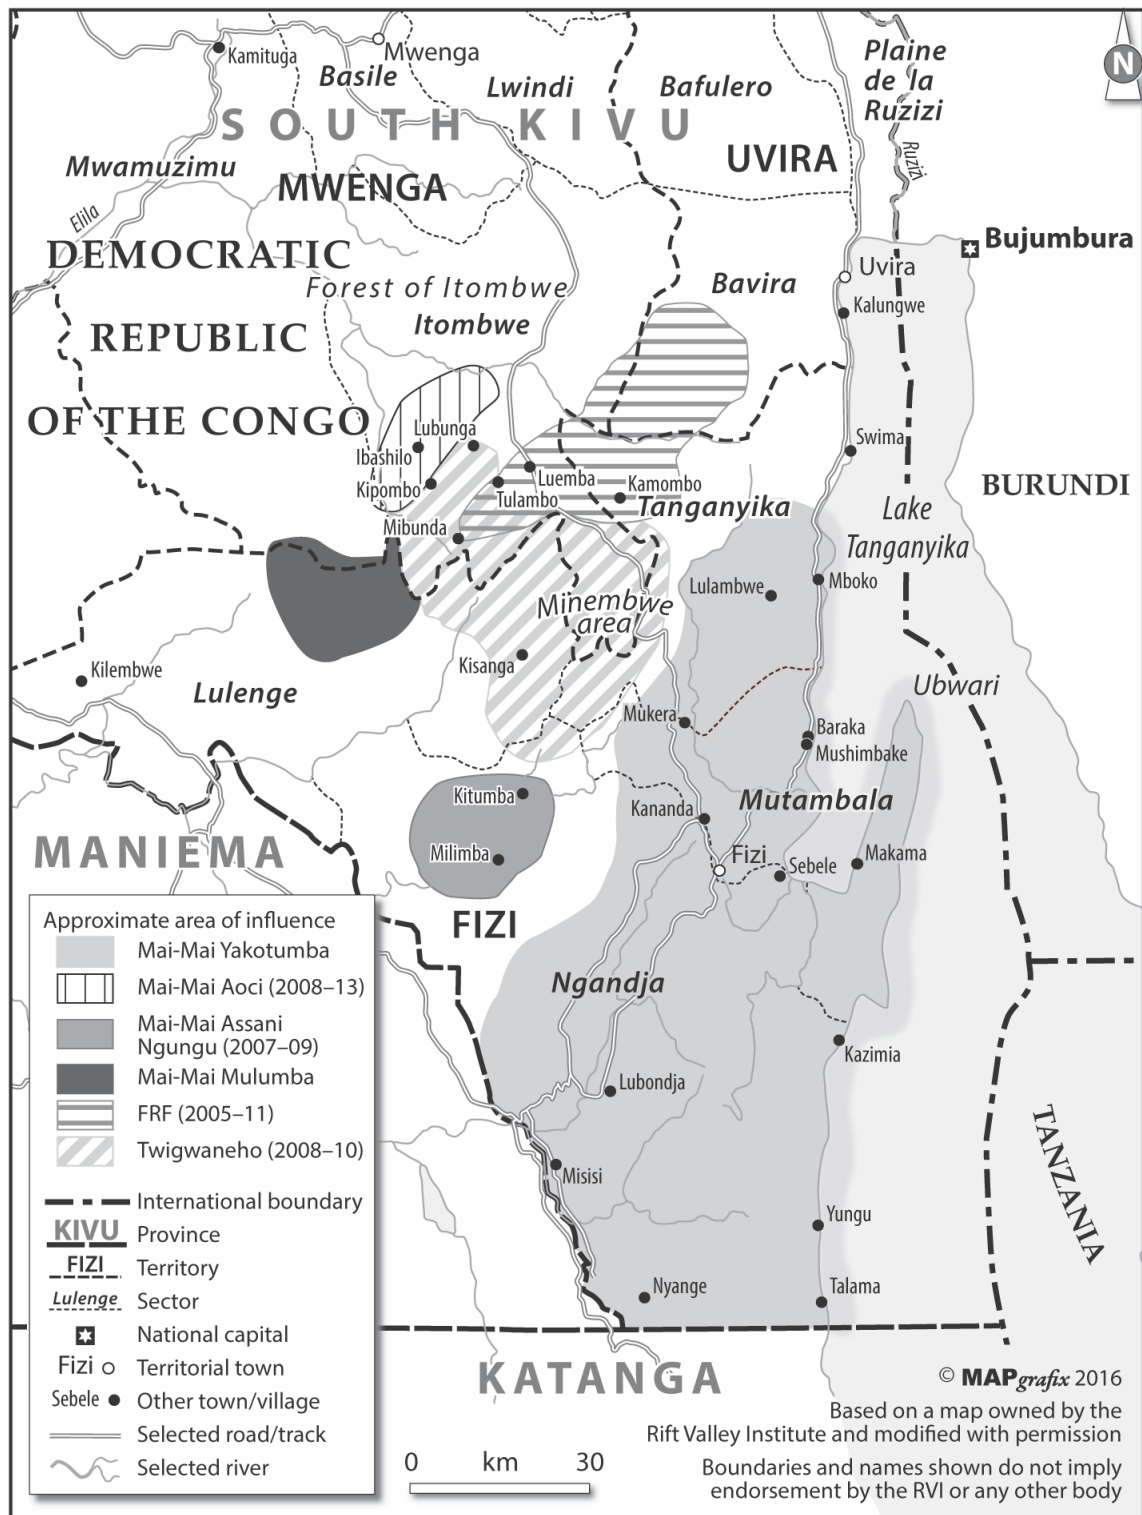 Kamituga
Mwenga
Basile
Lwindi
Bafulero
Plaine
de la
Ruzizi
N
SOUTH KIVU
Mwamuzimu
MWENGA
UVIRA
Ruzizi
Elila
DEMOCRATIC
REPUBLIC
OF THE CONGO
Bujumbura
Uvira
Forest of Itombwe
Itombwe
Bavira
Kalungwe
Lubunga
Ibashilo
Kipombo
Luemba
Tulambo
Kamombo
Swima
Tanganyika
BURUNDI
Lake
Tanganyika
Mibunda
Lulambwe
Mboko
Minembwe
area
Kisanga
Kilembwe
Lulenge
Ubwari
Mukera
Baraka
Mushimbake
Kitumba
Kananda
Mutambala
MANIEMA
Milimba
Fizi
Sebele
Makama
FIZI
Ngandja
Kazimia
Lubondja
TANZANIA
Misisi
Yungu
Nyange
Talama
KATANGA
Approximate area of influence
Mai-Mai Yakotumba
Mai-Mai Aoci (2008–13)
Mai-Mai Assani
Ngungu (2007–09)
Mai-Mai Mulumba
FRF (2005–11)
Twigwaneho (2008–10)
International boundary
KIVU Province
FIZI Territory
Lulenge Sector
National capital
Fizi Territorial town
Sebele Other town/village
Selected road/track
Selected river
0 km 30
© MAPgrafix 2016
Based on a map owned by the
Rift Valley Institute and modified with permission
Boundaries and names shown do not imply
endorsement by the RVI or any other body